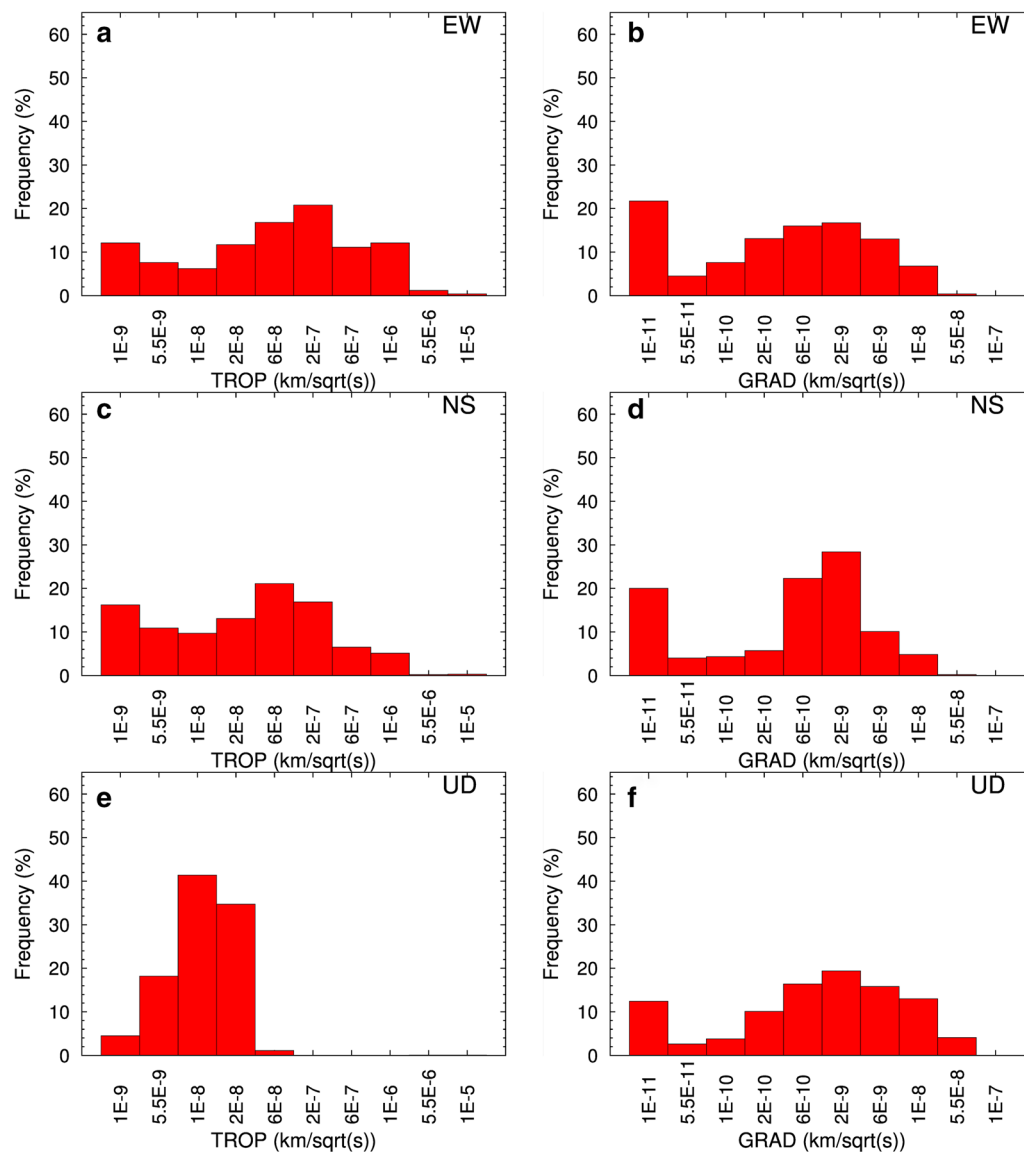 a EW
Frequency (%)
60
50
40
30
20
10
0
1E-9 5.5E-9 1E-8 2E-8 6E-8 2E-7 6E-7 1E-6 5.5E-6 1E-5
TROP (km/sqrt(s))
b EW
Frequency (%)
60
50
40
30
20
10
0
1E-11 5.5E-11 1E-10 2E-10 6E-10 2E-9 6E-9 1E-8 5.5E-8 1E-7
GRAD (km/sqrt(s))
c NS
Frequency (%)
60
50
40
30
20
10
0
1E-9 5.5E-9 1E-8 2E-8 6E-8 2E-7 6E-7 1E-6 5.5E-6 1E-5
TROP (km/sqrt(s))
d NS
Frequency (%)
60
50
40
30
20
10
0
1E-11 5.5E-11 1E-10 2E-10 6E-10 2E-9 6E-9 1E-8 5.5E-8 1E-7
GRAD (km/sqrt(s))
e UD
Frequency (%)
60
50
40
30
20
10
0
1E-9 5.5E-9 1E-8 2E-8 6E-8 2E-7 6E-7 1E-6 5.5E-6 1E-5
TROP (km/sqrt(s))
f UD
Frequency (%)
60
50
40
30
20
10
0
1E-11 5.5E-11 1E-10 2E-10 6E-10 2E-9 6E-9 1E-8 5.5E-8 1E-7
GRAD (km/sqrt(s))